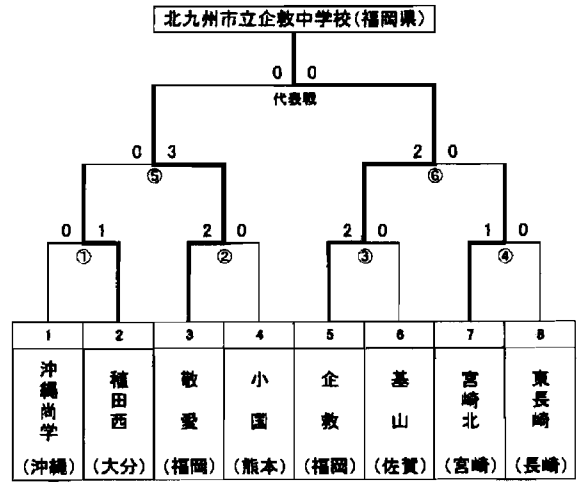 北九州市立企救中学校(福岡県)
0 0
代表戦
0 3
2 0
⑤
⑥
0 1
2 0
2 0
1 0
①
②
③
④
1 2 3 4 5 6 7 8
沖縄尚学
稙田西
敬愛
小国
企救
基山
宮崎北
東長崎
(沖縄) (大分) (福岡) (熊本) (福岡) (佐賀) (宮崎) (長崎)